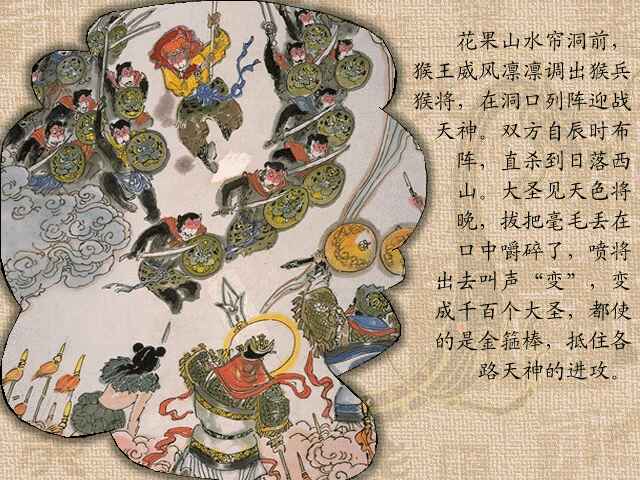 花果山水帘洞前，
猴王威风凛凛调出猴兵
猴将，在洞口列阵迎战
天神。双方自辰时布
阵，直杀到日落西
山。大圣见天色将
晚，拔把毫毛丢在
口中嚼碎了，喷将
出去叫声“变”，变
成千百个大圣，都使
的是金箍棒，抵住各
路天神的进攻。